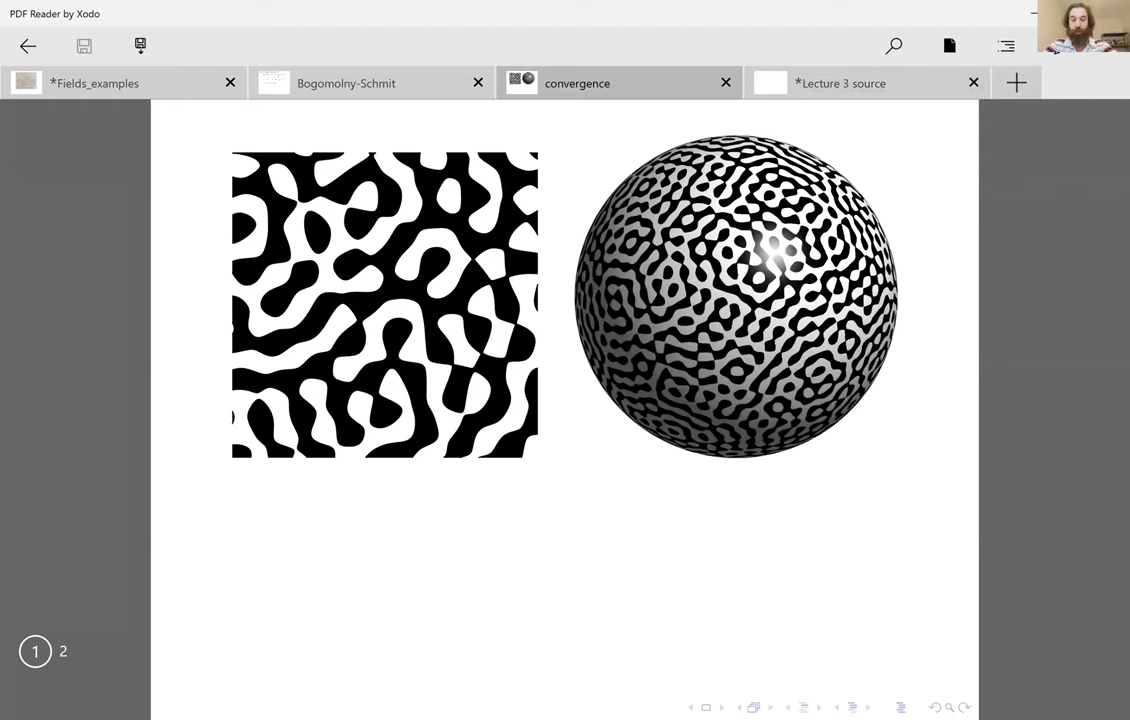 PDF Reader by Xodo
*Fields_examples
Bogomolny-Schmit
convergence
*Lecture 3 source
1 2